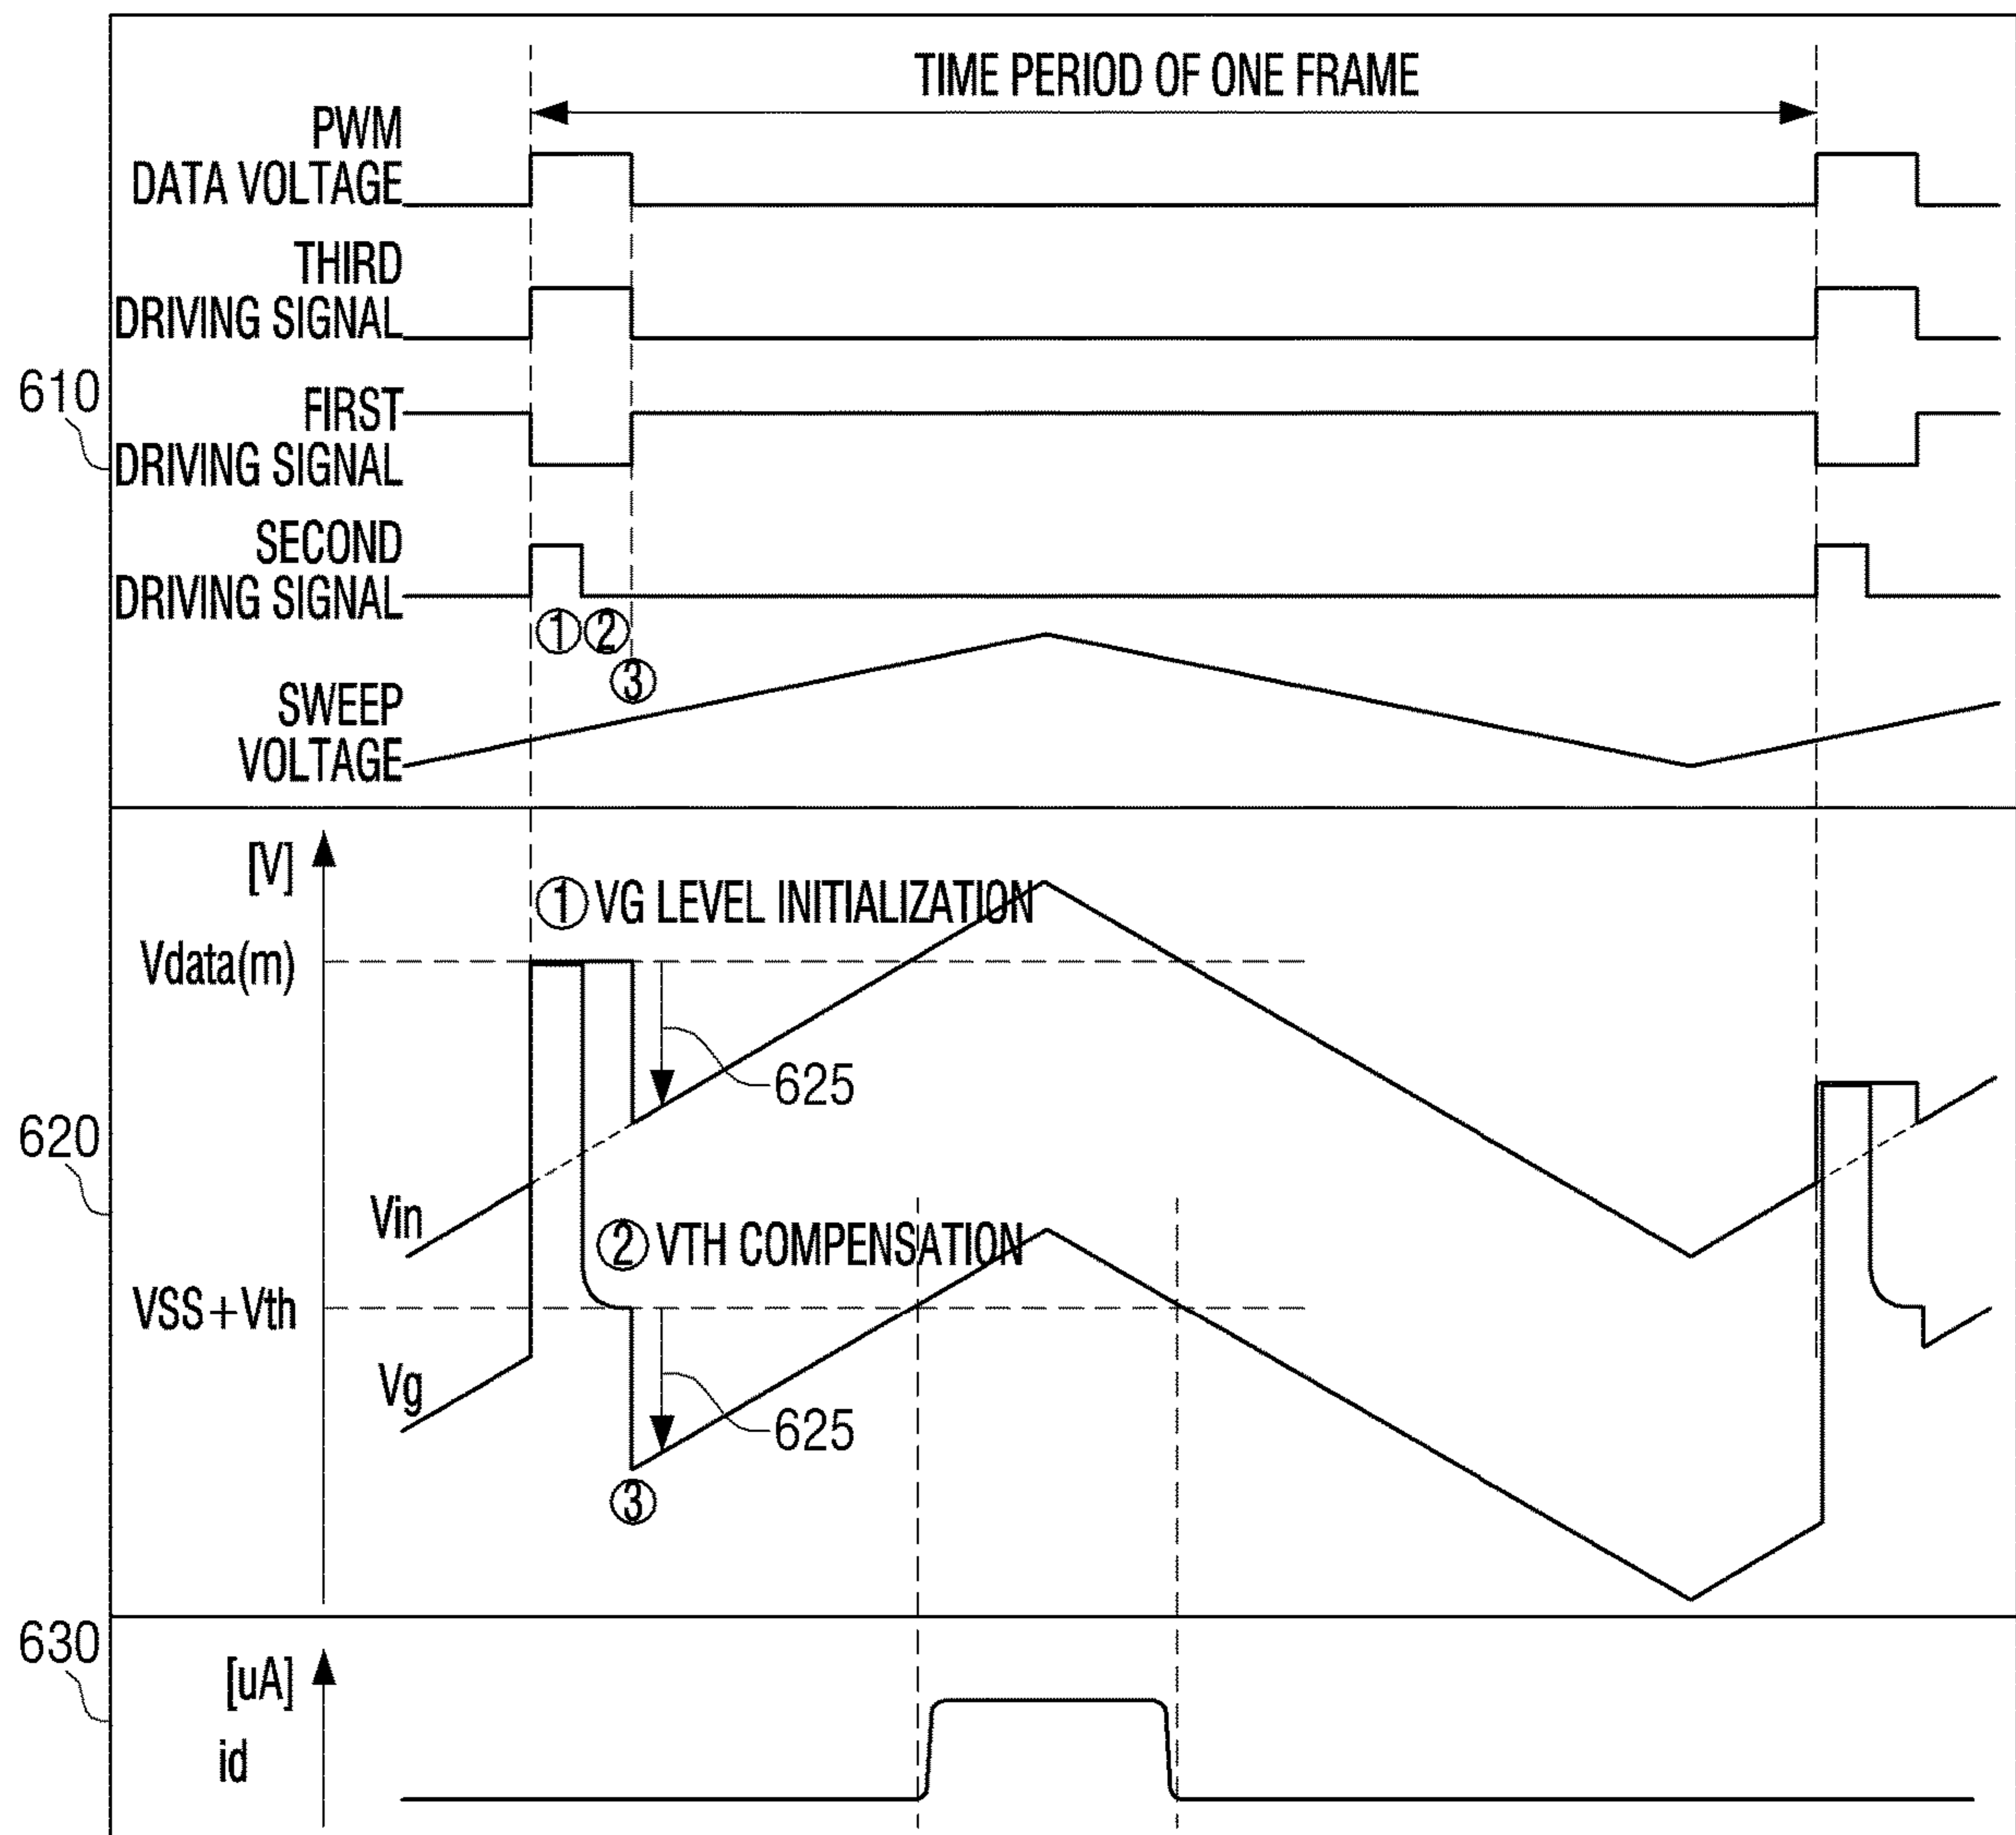 TIME PERIOD OF ONE FRAME
PWM
DATA VOLTAGE
THIRD
DRIVING SIGNAL
610
FIRST
DRIVING SIGNAL
SECOND
DRIVING SIGNAL
① ②
③
SWEEP
VOLTAGE
[V]
① VG LEVEL INITIALIZATION
Vdata(m)
625
620
Vin
② VTH COMPENSATION
VSS+Vth
Vg
625
③
630
[uA]
id